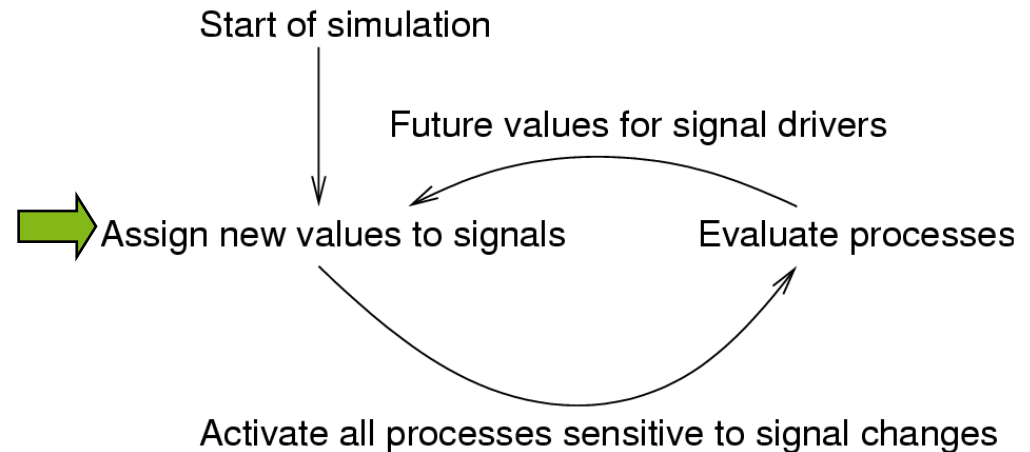 Start of simulation
Future values for signal drivers
Assign new values to signals
Evaluate processes
Activate all processes sensitive to signal changes